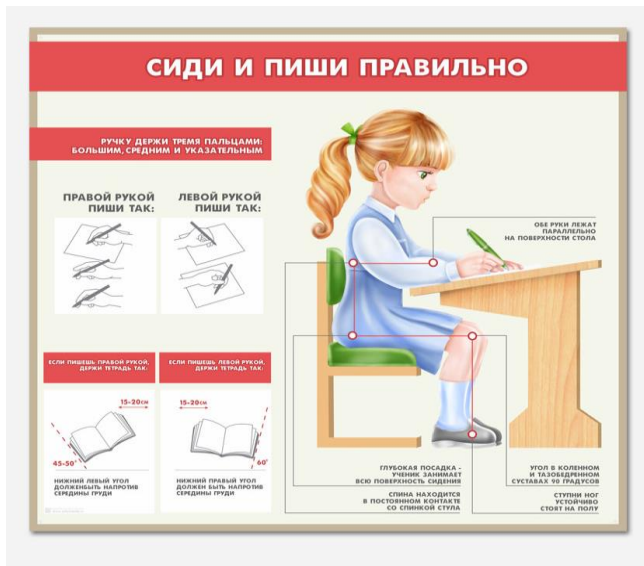 СИДИ И ПИШИ ПРАВИЛЬНО
РУЧКУ ДЕРЖИ ТРЕМЯ ПАЛЬЦАМИ:
БОЛЬШИМ, СРЕДНИМ И УКАЗАТЕЛЬНЫМ
ПРАВОЙ РУКОЙ
ПИШИ ТАК:
ЛЕВОЙ РУКОЙ
ПИШИ ТАК:
ОБЕ РУКИ ЛЕЖАТ
ПАРАЛЛЕЛЬНО
НА ПОВЕРХНОСТИ СТОЛА
ЕСЛИ ПИШЕШЬ ПРАВОЙ РУКОЙ,
ДЕРЖИ ТЕТРАДЬ ТАК:
ЕСЛИ ПИШЕШЬ ЛЕВОЙ РУКОЙ,
ДЕРЖИ ТЕТРАДЬ ТАК:
15-20СМ
45-50°
15-20СМ
60°
НИЖНИЙ ЛЕВЫЙ УГОЛ
ДОЛЖЕНБЫТЬ НАПРОТИВ
СЕРЕДИНЫ ГРУДИ
НИЖНИЙ ПРАВЫЙ УГОЛ
ДОЛЖЕН БЫТЬ НАПРОТИВ
СЕРЕДИНЫ ГРУДИ
ГЛУБОКАЯ ПОСАДКА -
УЧЕНИК ЗАНИМАЕТ
ВСЮ ПОВЕРХНОСТЬ СИДЕНИЯ
СПИНА НАХОДИТСЯ
В ПОСТОЯННОМ КОНТАКТЕ
СО СПИНКОЙ СТУЛА
УГОЛ В КОЛЕННОМ
И ТАЗОБЕДРЕННОМ
СУСТАВАХ 90 ГРАДУСОВ
СТУПНИ НОГ
УСТОЙЧИВО
СТОЯТ НА ПОЛУ